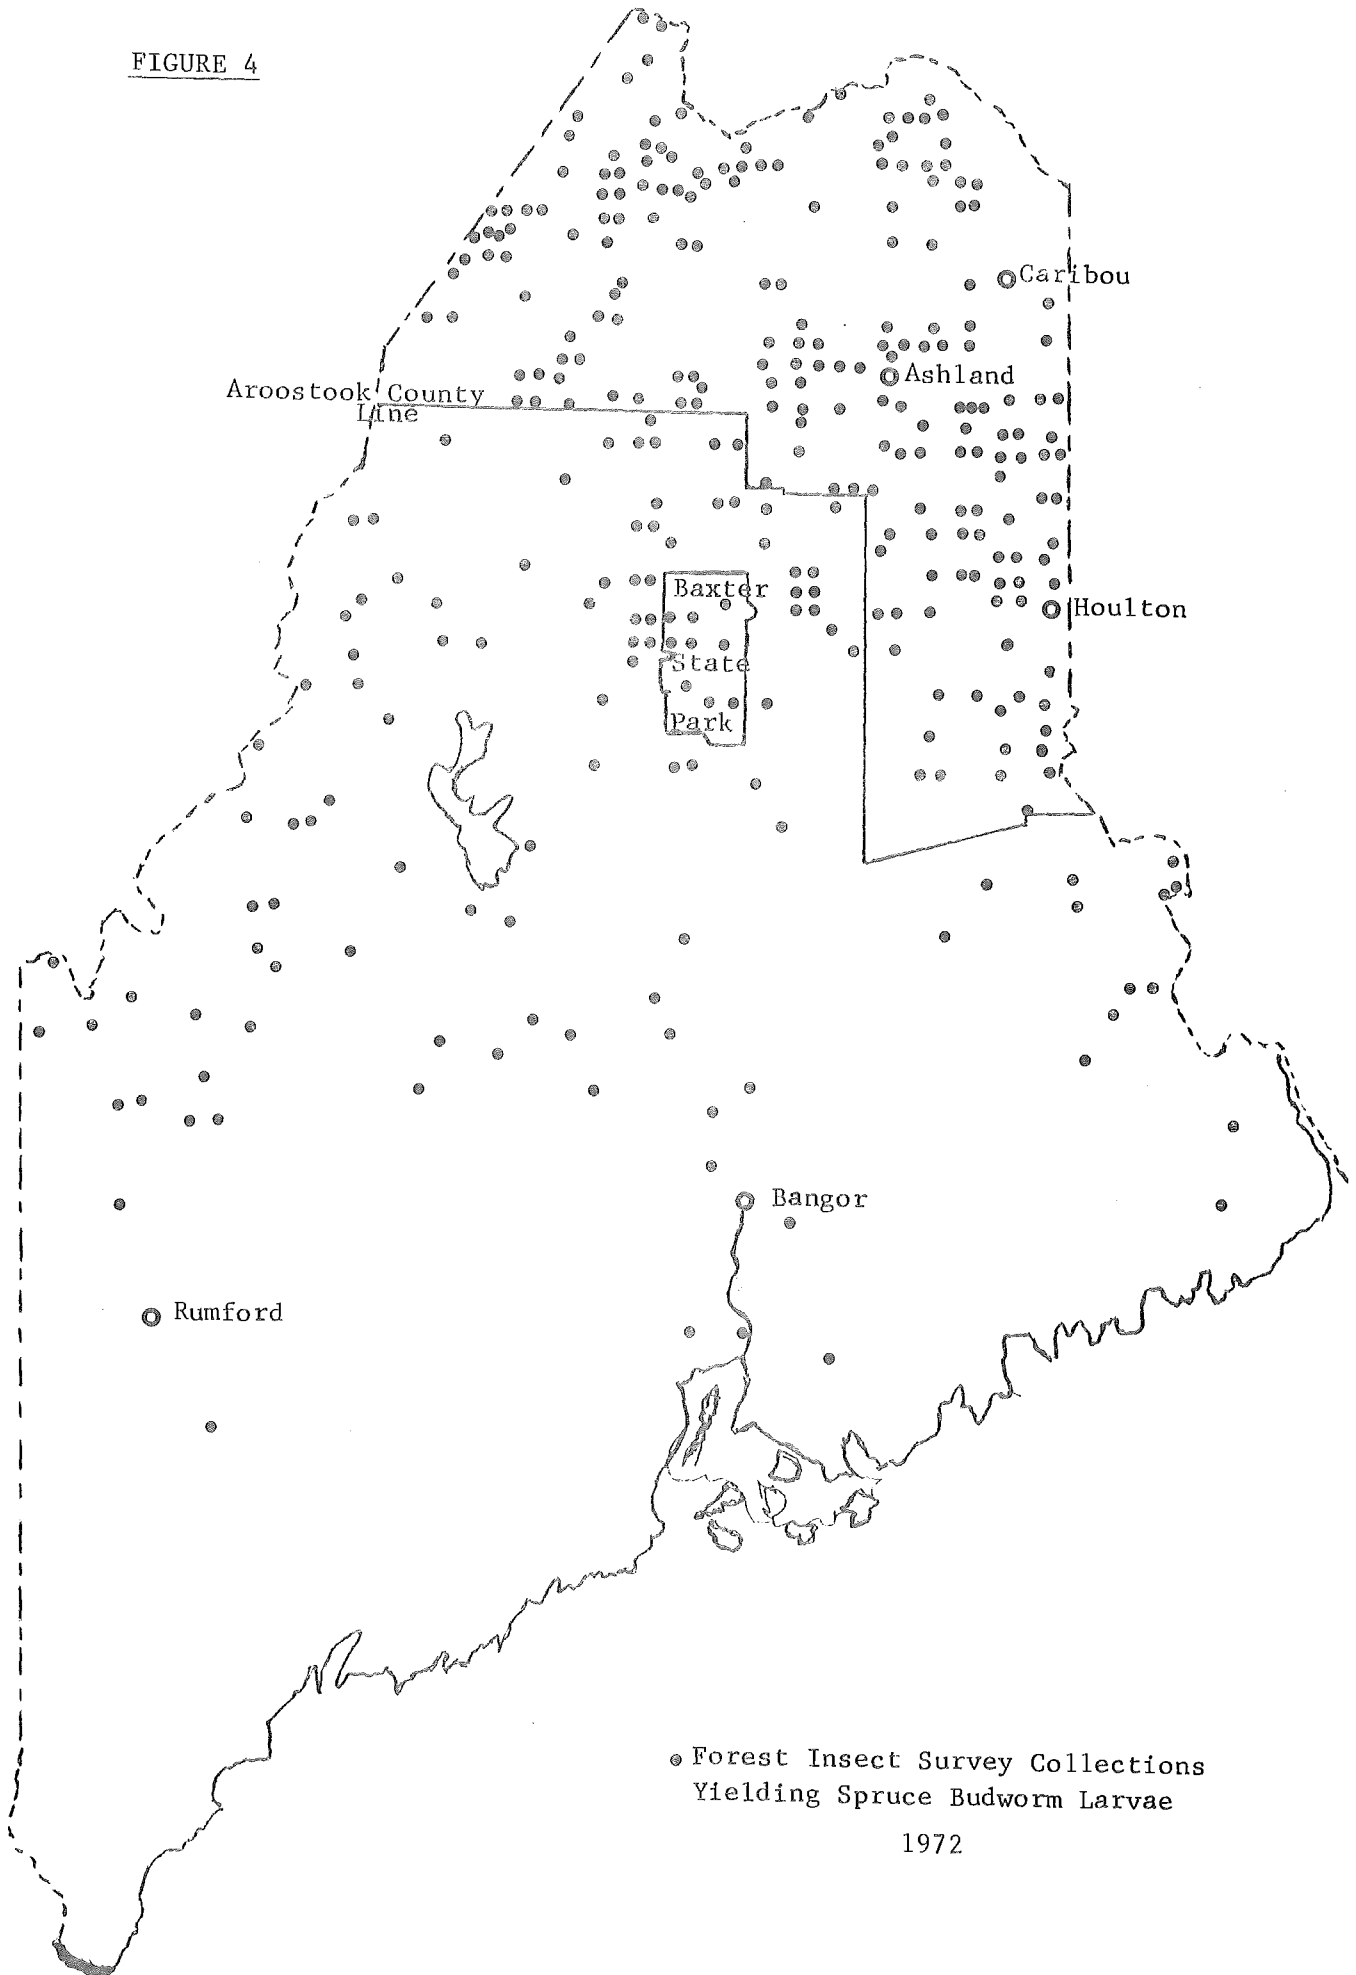 FIGURE 4
Caribou
Ashland
Aroostook County
Line
Baxter
State
Park
Houlton
Bangor
Rumford
Forest Insect Survey Collections
Yielding Spruce Budworm Larvae
1972